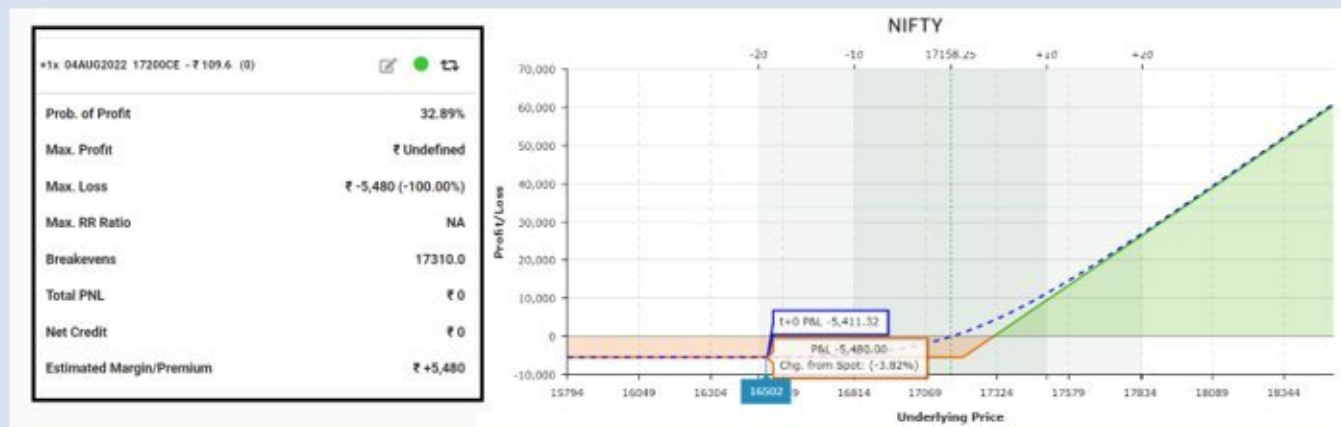 +1x 04AUG2022 17200CE - ₹ 109.6 (0)
Prob. of Profit 32.89%
Max. Profit ₹ Undefined
Max. Loss ₹ -5,480 (-100.00%)
Max. RR Ratio NA
Breakevens 17310.0
Total PNL ₹ 0
Net Credit ₹ 0
Estimated Margin/Premium ₹ +5,480
NIFTY
-2σ -1σ 17158.25 +1σ +2σ
70,000
60,000
50,000
40,000
30,000
20,000
10,000
0
-10,000
Profit/Loss
t+0 P&L -5,411.32
P&L -5,480.00
Chg. from Spot: (-3.82%)
15794 16049 16304 16502 16814 17069 17324 17579 17834 18089 18344
Underlying Price